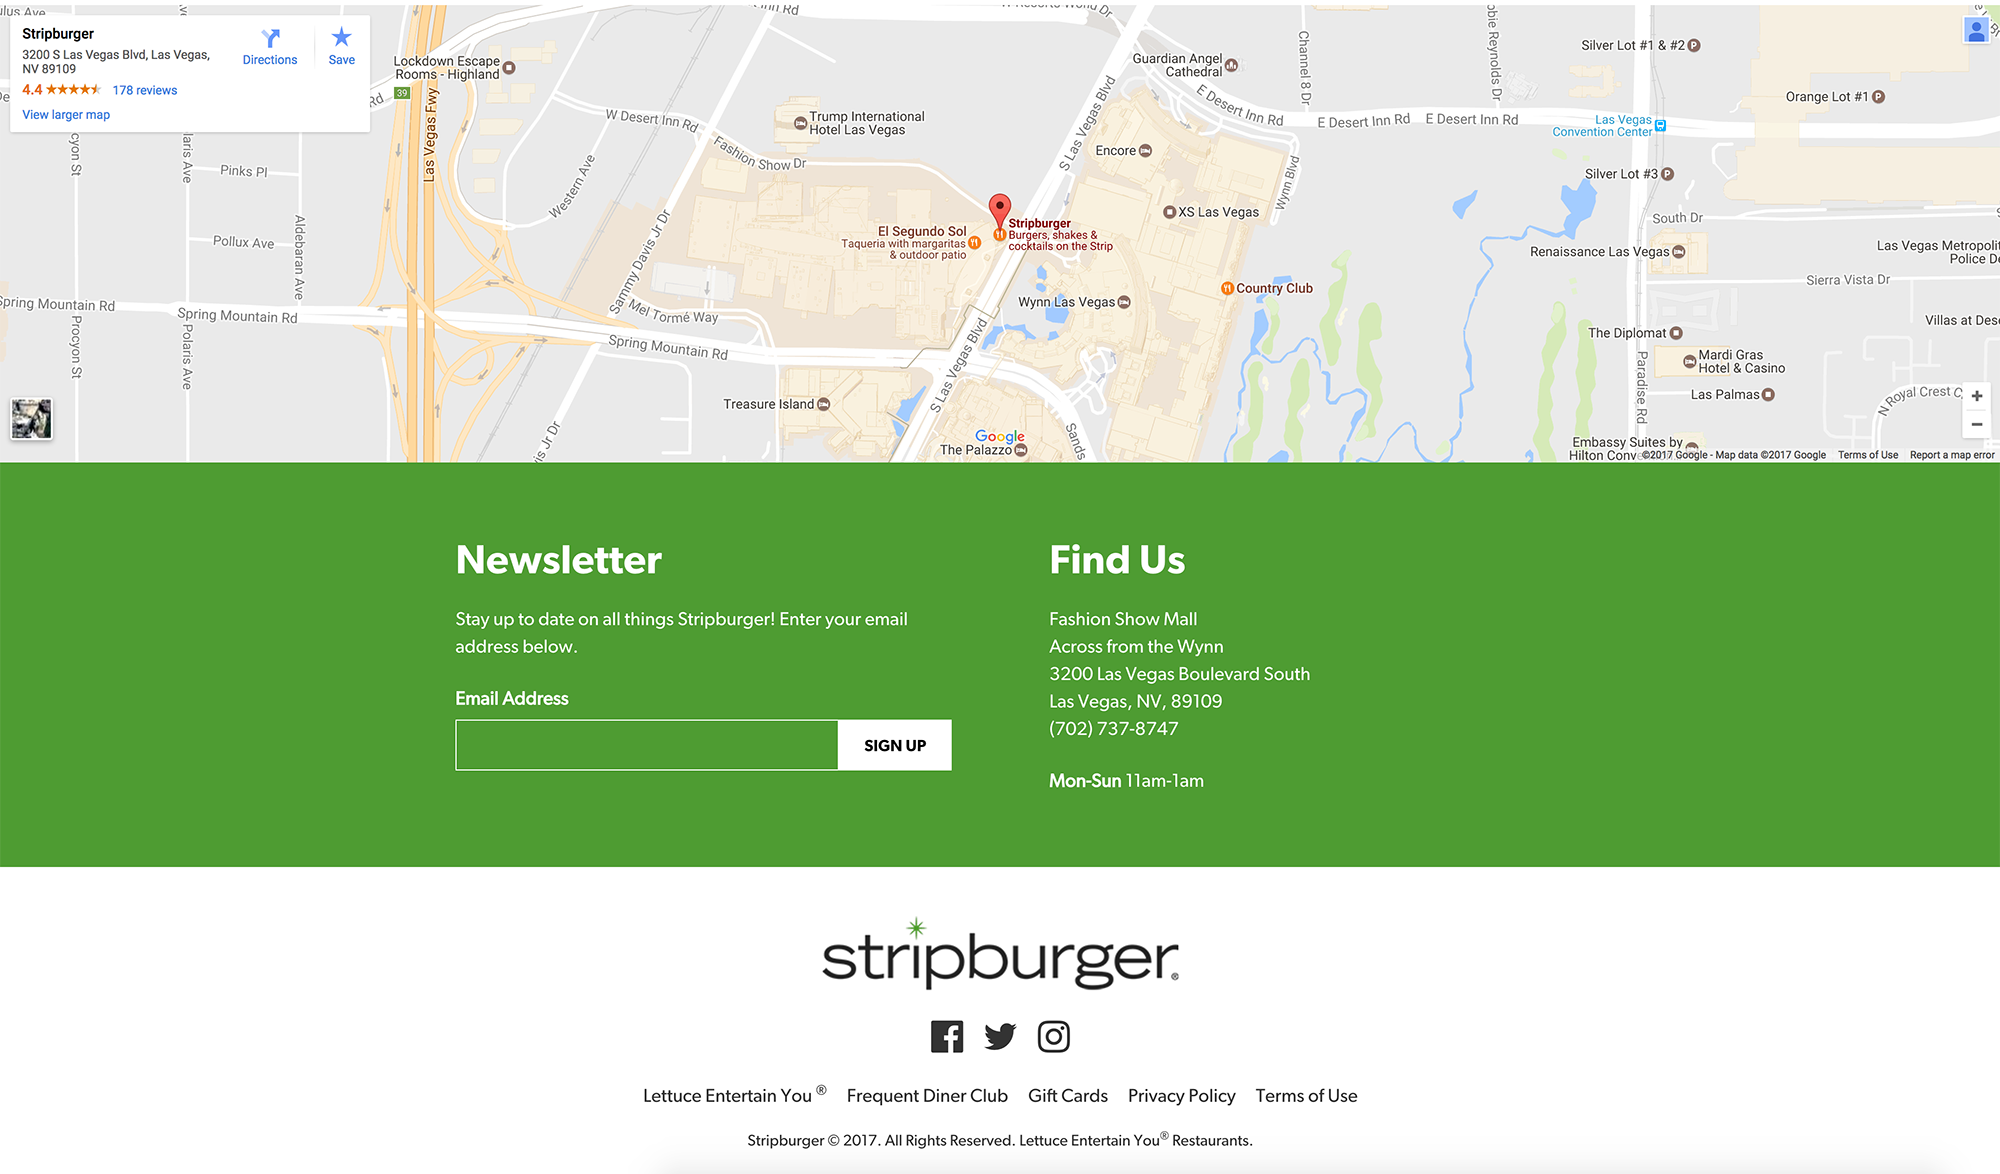 Stripburger
3200 S Las Vegas Blvd, Las Vegas,
NV 89109
4.4
178 reviews
View larger map
Directions
Save
Lockdown Escape
Rooms - Highland
39
Las Vegas Fwy
Pinks Pl
Pollux Ave
Aldebaran Ave
Spring Mountain Rd
Procyon St
Polaris Ave
Western Ave
W Desert Inn Rd
Fashion Show Dr
Trump International
Hotel Las Vegas
Sammy Davis Jr Dr
Mel Tormé Way
Spring Mountain Rd
Treasure Island
El Segundo Sol
Taqueria with margaritas
& outdoor patio
Stripburger
Burgers, shakes &
cocktails on the Strip
S Las Vegas Blvd
S Las Vegas Blvd
Guardian Angel
Cathedral
E Desert Inn Rd
E Desert Inn Rd
E Desert Inn Rd
Channel 8 Dr
Encore
XS Las Vegas
Wynn Blvd
Wynn Las Vegas
Country Club
Google
The Palazzo
Sands
Silver Lot #1 & #2
Orange Lot #1
Las Vegas
Convention Center
Silver Lot #3
South Dr
Renaissance Las Vegas
Las Vegas Metropolit
Police De
Sierra Vista Dr
Villas at Dese
The Diplomat
Mardi Gras
Hotel & Casino
Las Palmas
Paradise Rd
N Royal Crest C
Embassy Suites by
Hilton Conve
©2017 Google - Map data ©2017 Google
Terms of Use
Report a map error
Newsletter
Stay up to date on all things Stripburger! Enter your email
address below.
Email Address
SIGN UP
Find Us
Fashion Show Mall
Across from the Wynn
3200 Las Vegas Boulevard South
Las Vegas, NV, 89109
(702) 737-8747
Mon-Sun 11am-1am
stripburger®
Lettuce Entertain You ® Frequent Diner Club Gift Cards Privacy Policy Terms of Use
Stripburger © 2017. All Rights Reserved. Lettuce Entertain You® Restaurants.